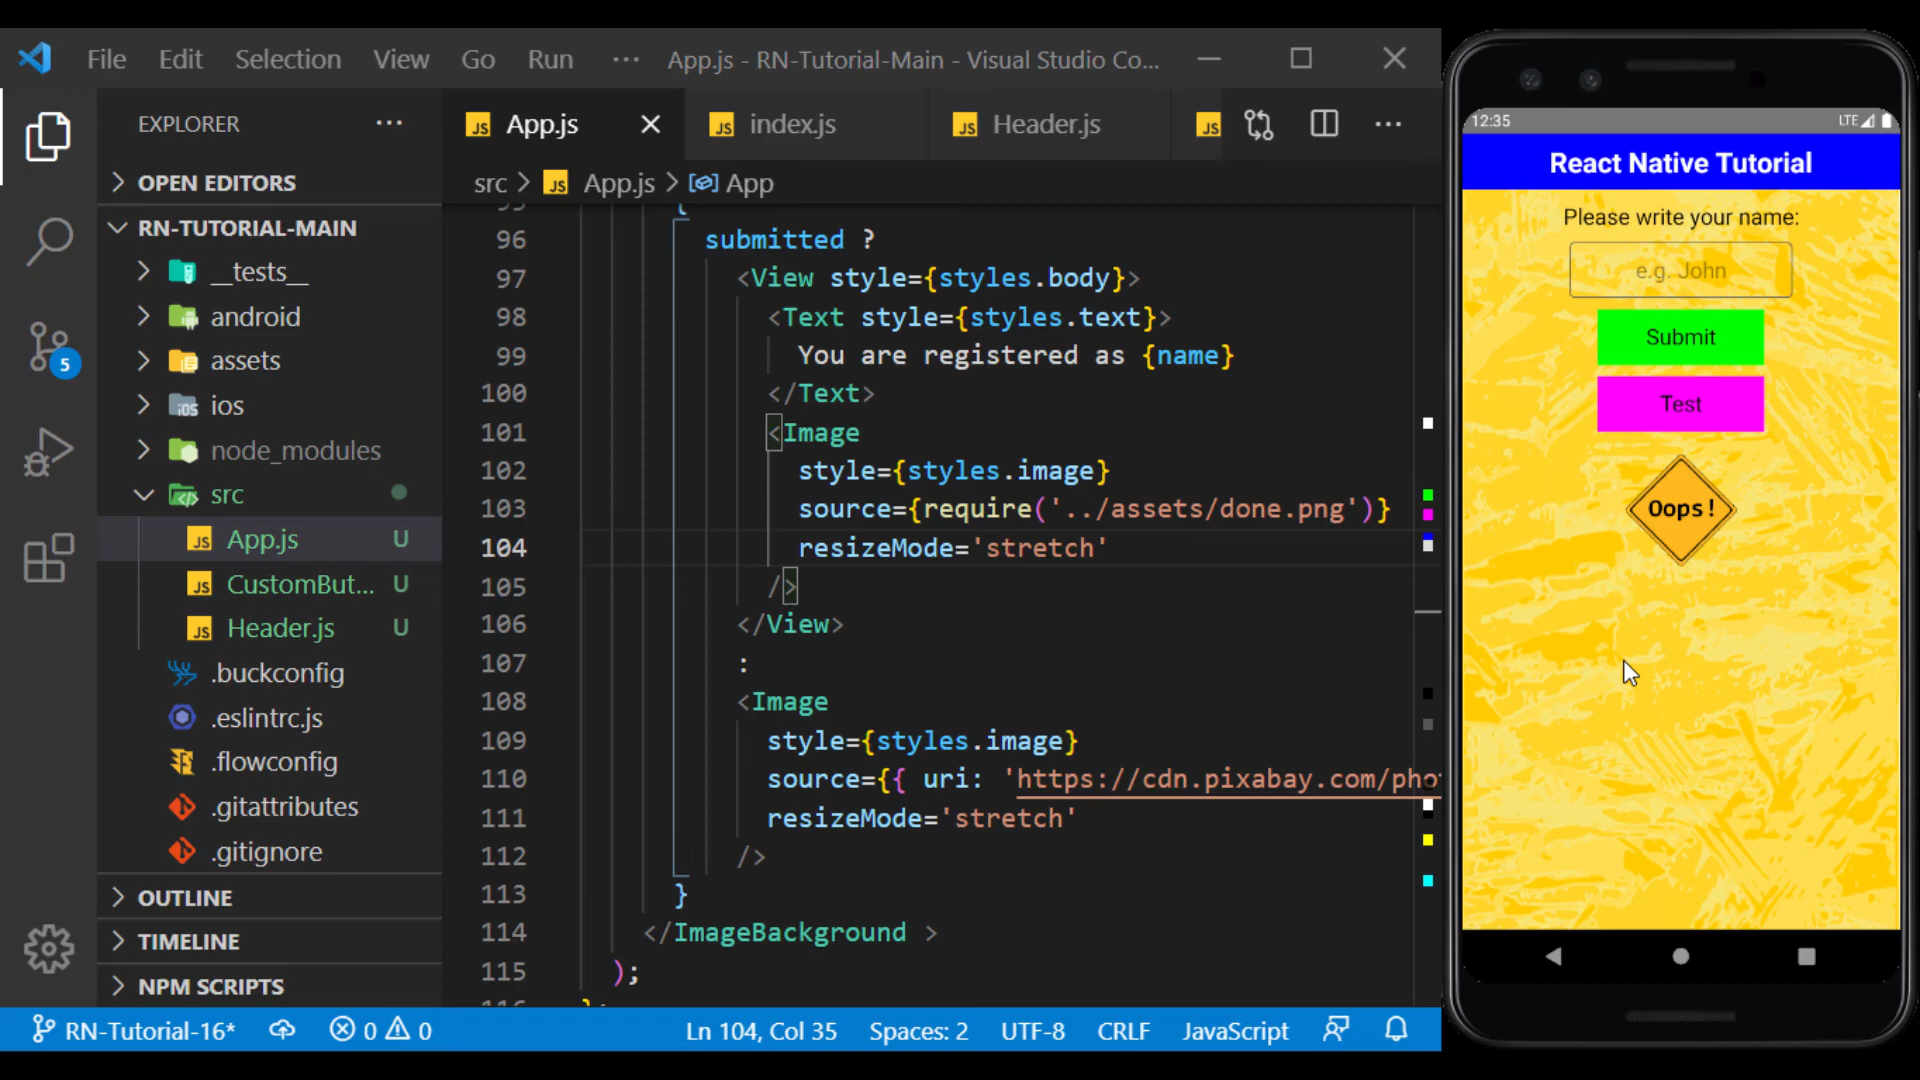 File Edit Selection View Go Run ··· App.js - RN-Tutorial-Main - Visual Studio Co...
EXPLORER ···
OPEN EDITORS
RN-TUTORIAL-MAIN
__tests__
android
assets
ios
node_modules
src
App.js U
CustomBut... U
Header.js U
.buckconfig
.eslintrc.js
.flowconfig
.gitattributes
.gitignore
OUTLINE
TIMELINE
NPM SCRIPTS
5
JS App.js JS index.js JS Header.js JS ···
src > JS App.js > App
95 {
96 submitted ?
97 <View style={styles.body}>
98 <Text style={styles.text}>
99 You are registered as {name}
100 </Text>
101 <Image
102 style={styles.image}
103 source={require('../assets/done.png')}
104 resizeMode='stretch'
105 />
106 </View>
107 :
108 <Image
109 style={styles.image}
110 source={{ uri: 'https://cdn.pixabay.com/pho
111 resizeMode='stretch'
112 />
113 }
114 </ImageBackground >
115 );
RN-Tutorial-16* 0 0 Ln 104, Col 35 Spaces: 2 UTF-8 CRLF JavaScript
12:35 LTE
React Native Tutorial
Please write your name:
e.g. John
Submit
Test
Oops!